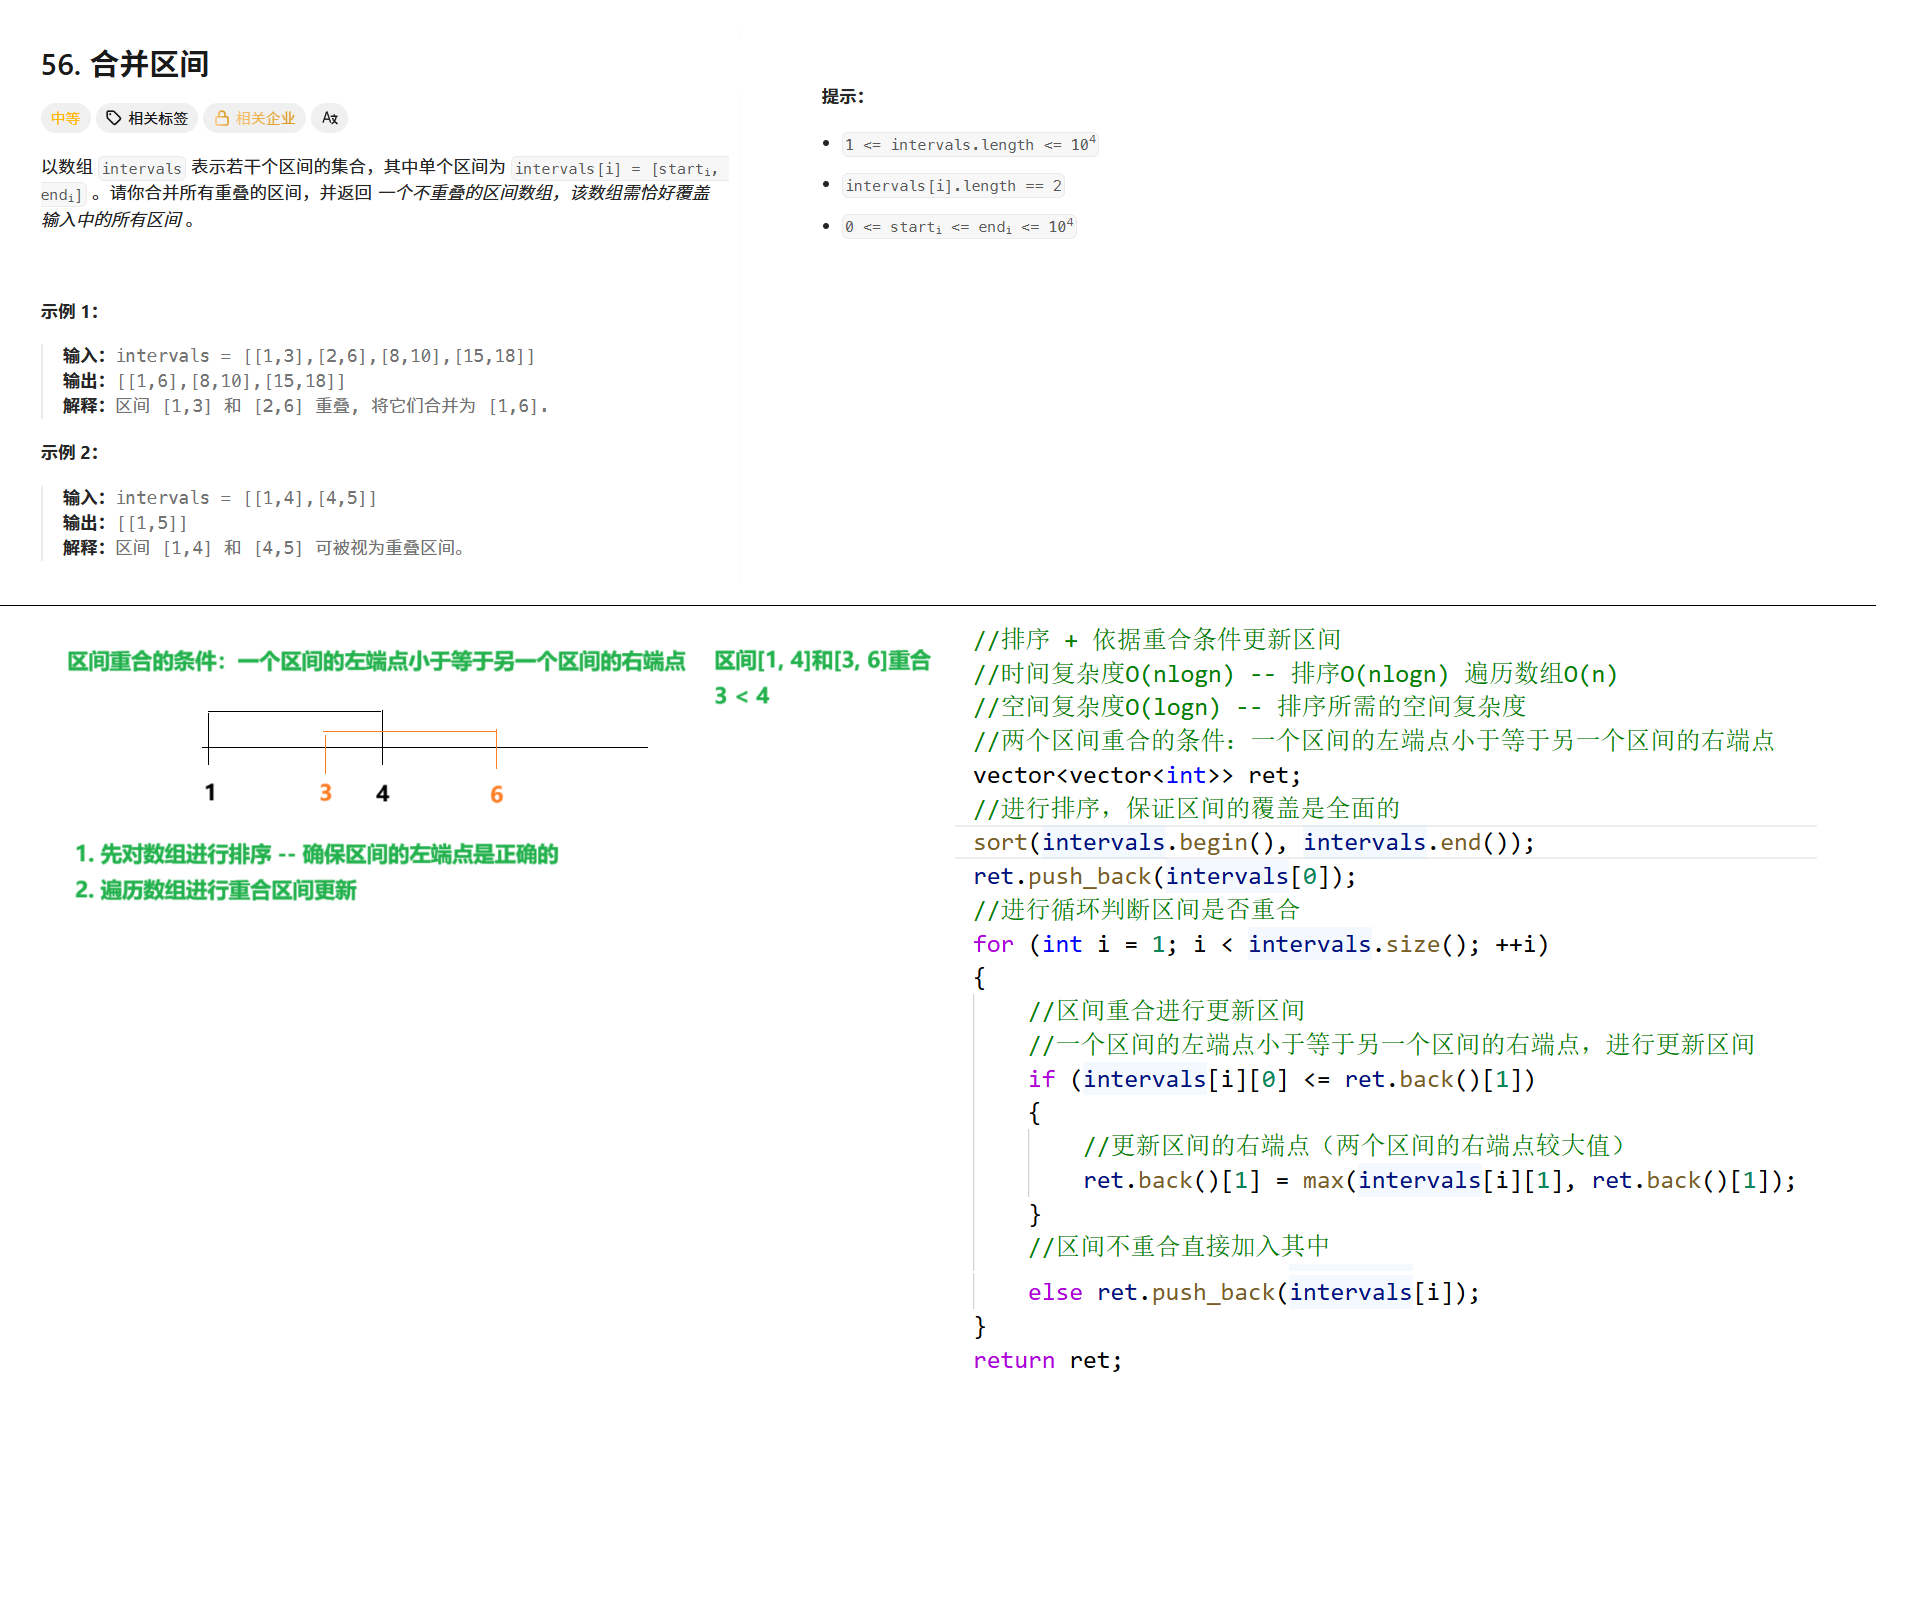 56. 合并区间
中等 相关标签 相关企业 A文
以数组 intervals 表示若干个区间的集合，其中单个区间为 intervals[i] = [starti,
endi] 。请你合并所有重叠的区间，并返回 一个不重叠的区间数组，该数组需恰好覆盖
输入中的所有区间 。
示例 1：
输入：intervals = [[1,3],[2,6],[8,10],[15,18]]
输出：[[1,6],[8,10],[15,18]]
解释：区间 [1,3] 和 [2,6] 重叠, 将它们合并为 [1,6].
示例 2：
输入：intervals = [[1,4],[4,5]]
输出：[[1,5]]
解释：区间 [1,4] 和 [4,5] 可被视为重叠区间。
提示：
• 1 <= intervals.length <= 10⁴
• intervals[i].length == 2
• 0 <= starti <= endi <= 10⁴
区间重合的条件：一个区间的左端点小于等于另一个区间的右端点
区间[1, 4]和[3, 6]重合
3 < 4
1 3 4 6
1. 先对数组进行排序 -- 确保区间的左端点是正确的
2. 遍历数组进行重合区间更新
//排序 + 依据重合条件更新区间
//时间复杂度O(nlogn) -- 排序O(nlogn) 遍历数组O(n)
//空间复杂度O(logn) -- 排序所需的空间复杂度
//两个区间重合的条件：一个区间的左端点小于等于另一个区间的右端点
vector<vector<int>> ret;
//进行排序，保证区间的覆盖是全面的
sort(intervals.begin(), intervals.end());
ret.push_back(intervals[0]);
//进行循环判断区间是否重合
for (int i = 1; i < intervals.size(); ++i)
{
//区间重合进行更新区间
//一个区间的左端点小于等于另一个区间的右端点，进行更新区间
if (intervals[i][0] <= ret.back()[1])
{
//更新区间的右端点（两个区间的右端点较大值）
ret.back()[1] = max(intervals[i][1], ret.back()[1]);
}
//区间不重合直接加入其中
else ret.push_back(intervals[i]);
}
return ret;